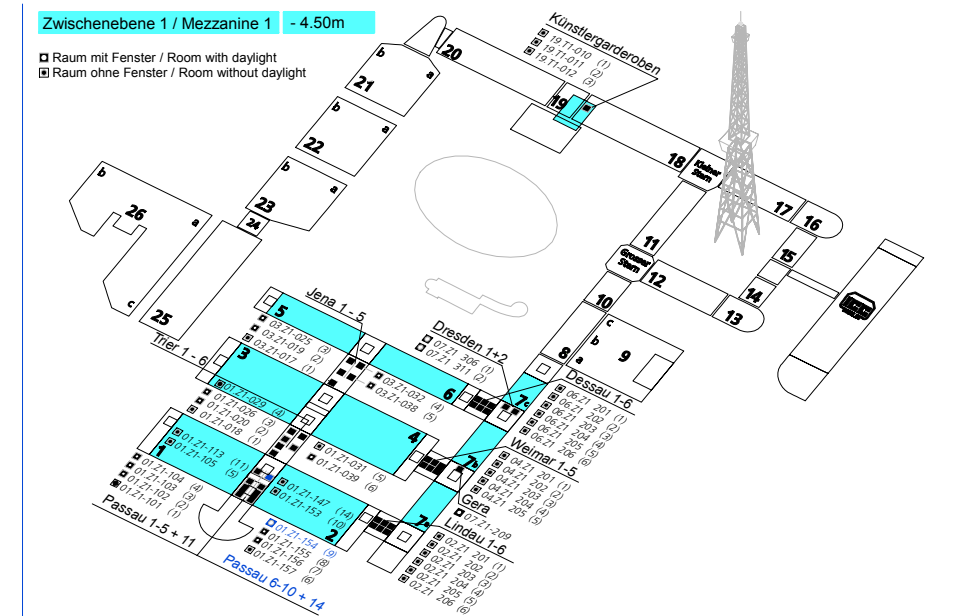 Zwischenebene 1 / Mezzanine 1 - 4.50m
Raum mit Fenster / Room with daylight
Raum ohne Fenster / Room without daylight
Künstlergarderoben
19.T1-010 (1)
19.T1-011 (2)
19.T1-012 (3)
20
b
21
a
19
b
22
a
18
Kleiner
Stern
17
16
b
23
a
24
b
26
a
c
25
11
Grosser
Stern
12
15
14
13
10
8
c
b
9
a
Jena 1 - 5
5
03.Z1-025 (3)
03.Z1-019 (2)
03.Z1-017 (1)
03.Z1-032 (4)
03.Z1-038 (5)
6
Dresden 1+2
07.Z1 306 (1)
07.Z1 311 (2)
7c
Trier 1 - 6
3
01.Z1-029 (4)
01.Z1-026 (3)
01.Z1-020 (2)
01.Z1-018 (1)
4
01.Z1-031 (5)
01.Z1-039 (6)
7b
Dessau 1-6
06.Z1 201 (1)
06.Z1 202 (2)
06.Z1 203 (3)
06.Z1 204 (4)
06.Z1 205 (5)
06.Z1 206 (6)
Weimar 1-5
04.Z1 201 (1)
04.Z1 202 (2)
04.Z1 203 (3)
04.Z1 204 (4)
04.Z1 205 (5)
Gera
07.Z1-209
1
01.Z1-113 (11)
01.Z1-105 (5)
01.Z1-104 (4)
01.Z1-103 (3)
01.Z1-102 (2)
01.Z1-101 (1)
Passau 1-5 + 11
01.Z1-147 (14)
01.Z1-153 (10)
2
01.Z1-154 (9)
01.Z1-155 (8)
01.Z1-156 (7)
01.Z1-157 (6)
Passau 6-10 + 14
7a
Lindau 1-6
02.Z1 201 (1)
02.Z1 202 (2)
02.Z1 203 (3)
02.Z1 204 (4)
02.Z1 205 (5)
02.Z1 206 (6)